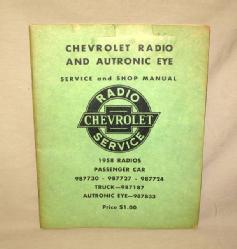 CHEVROLET RADIO
AND AUTRONIC EYE
SERVICE and SHOP MANUAL
RADIO
CHEVROLET
SERVICE
1958 RADIOS
PASSENGER CAR
987730 - 987727 - 987724
TRUCK-987187
AUTRONIC EYE-987833
Price $1.00